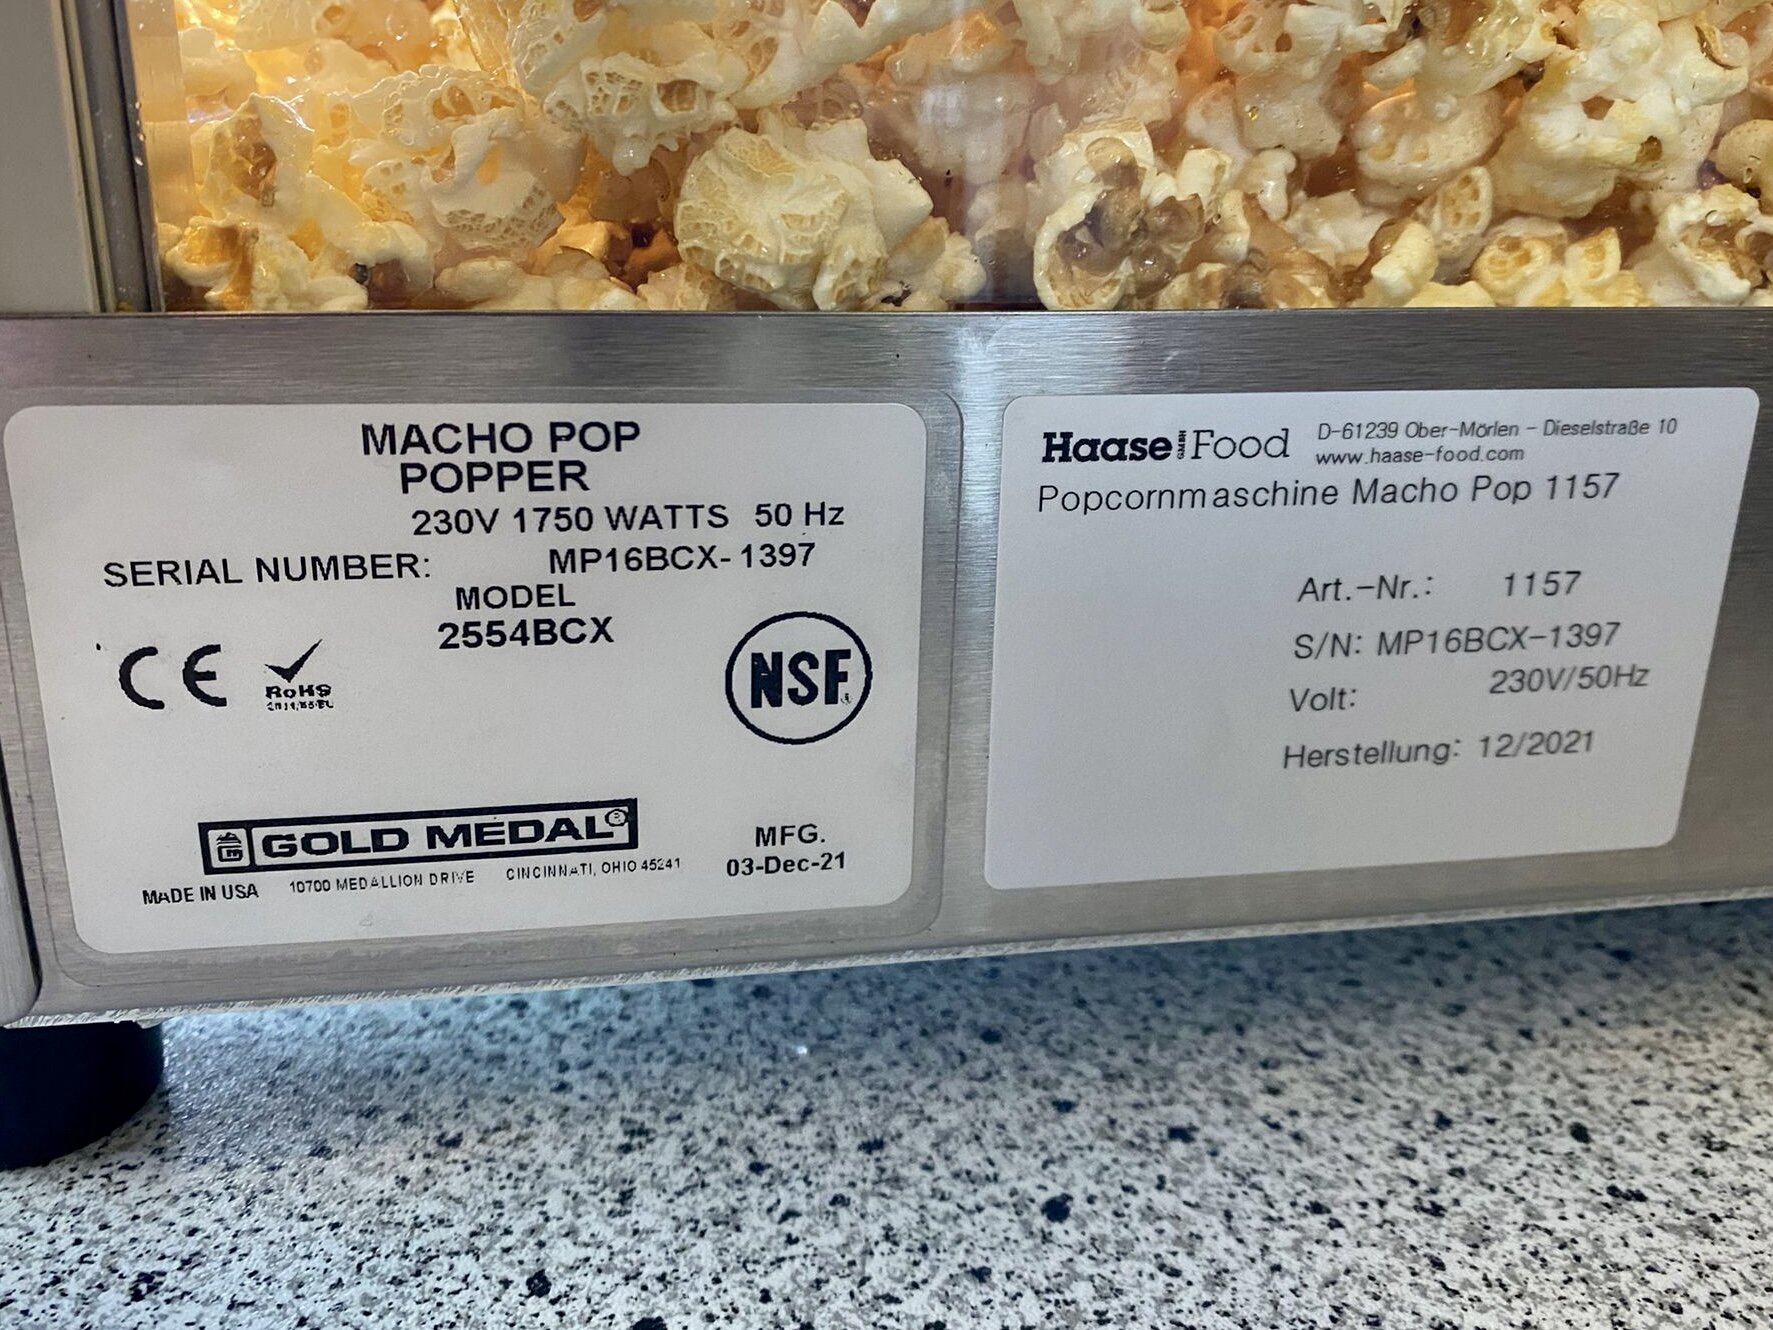 MACHO POP
POPPER
230V 1750 WATTS 50 Hz
SERIAL NUMBER: MP16BCX-1397
MODEL
2554BCX
CE
RoHS
NSF®
GOLD MEDAL®
MADE IN USA 10700 MEDALLION DRIVE CINCINNATI, OHIO 45241
MFG.
03-Dec-21
Haase GMBH Food
D-61239 Ober-Mörlen - Dieselstraße 10
www.haase-food.com
Popcornmaschine Macho Pop 1157
Art.-Nr.: 1157
S/N: MP16BCX-1397
Volt: 230V/50Hz
Herstellung: 12/2021